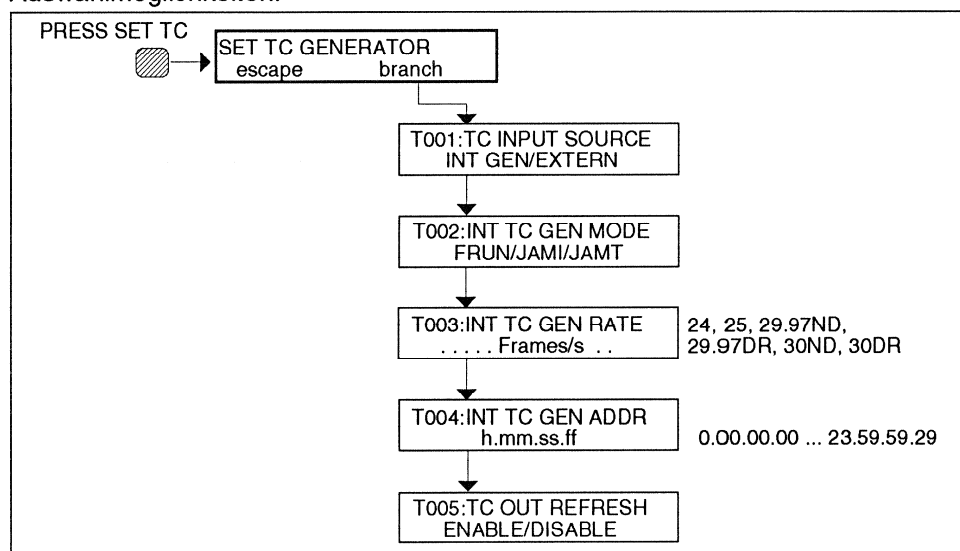 Auswahlmöglichkeiten:
PRESS SET TC
SET TC GENERATOR
escape branch
T001:TC INPUT SOURCE
INT GEN/EXTERN
T002:INT TC GEN MODE
FRUN/JAMI/JAMT
T003:INT TC GEN RATE
..... Frames/s ..
24, 25, 29.97ND,
29.97DR, 30ND, 30DR
T004:INT TC GEN ADDR
h.mm.ss.ff
0.00.00.00 ... 23.59.59.29
T005:TC OUT REFRESH
ENABLE/DISABLE